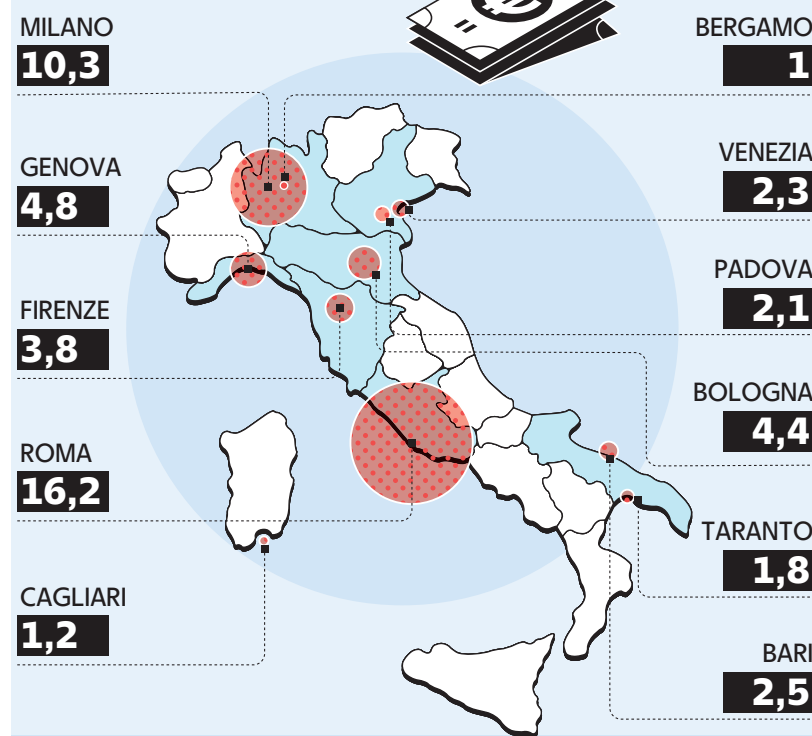 MILANO
10,3
GENOVA
4,8
FIRENZE
3,8
ROMA
16,2
CAGLIARI
1,2
BERGAMO
1
VENEZIA
2,3
PADOVA
2,1
BOLOGNA
4,4
TARANTO
1,8
BARI
2,5